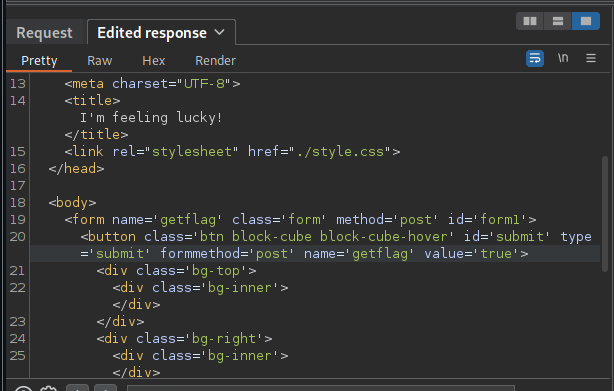 Request
Edited response
Pretty Raw Hex Render \n
13 <meta charset="UTF-8">
14 <title>
I'm feeling lucky!
</title>
15 <link rel="stylesheet" href="./style.css">
16 </head>
17
18 <body>
19 <form name='getflag' class='form' method='post' id='form1'>
20 <button class='btn block-cube block-cube-hover' id='submit' type
='submit' formmethod='post' name='getflag' value='true'>
21 <div class='bg-top'>
22 <div class='bg-inner'>
</div>
23 </div>
24 <div class='bg-right'>
25 <div class='bg-inner'>
</div>